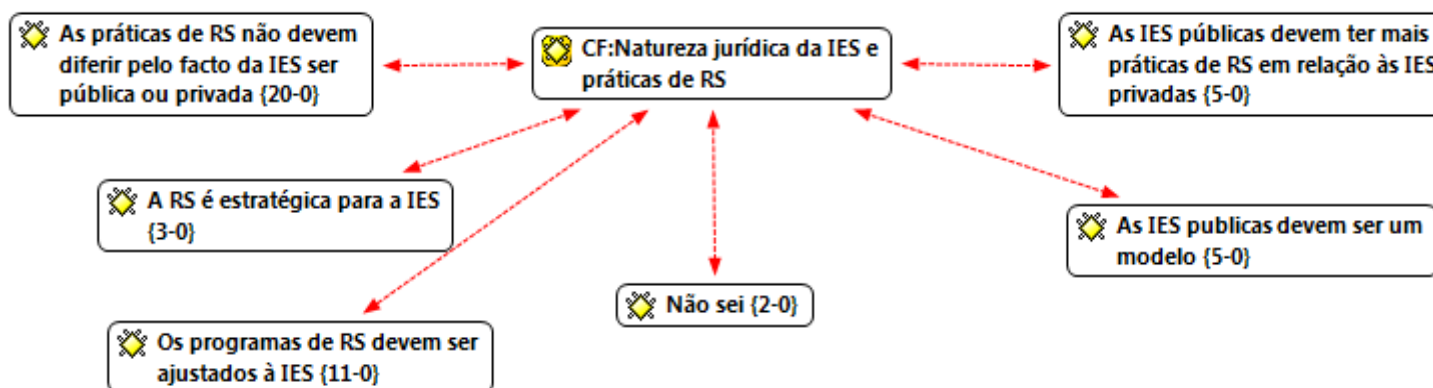 As práticas de RS não devem
diferir pelo facto da IES ser
pública ou privada {20-0}
CF:Natureza jurídica da IES e
práticas de RS
As IES públicas devem ter mais
práticas de RS em relação às IES
privadas {5-0}
A RS é estratégica para a IES
{3-0}
As IES publicas devem ser um
modelo {5-0}
Não sei {2-0}
Os programas de RS devem ser
ajustados à IES {11-0}